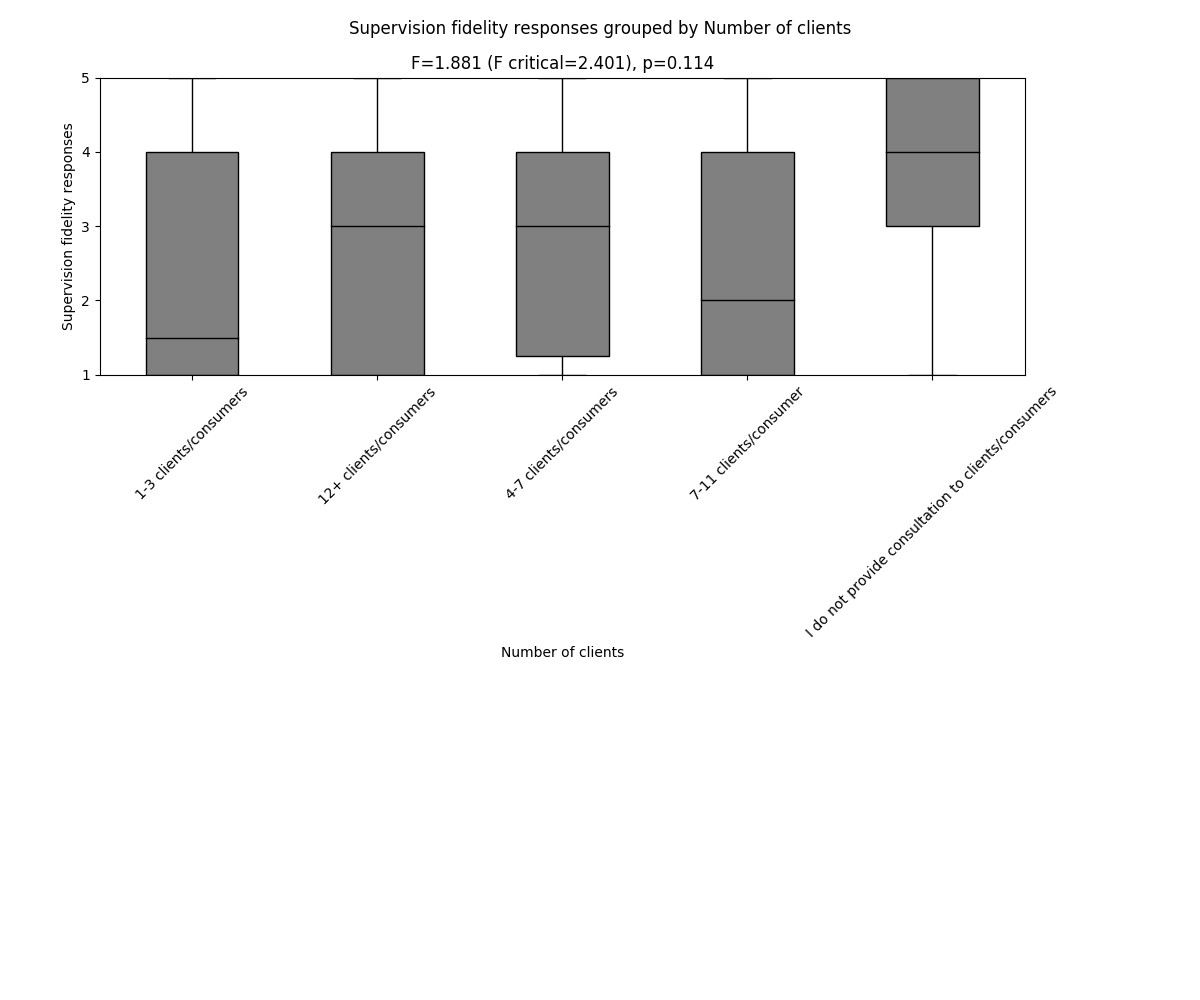 Supervision fidelity responses grouped by Number of clients
F=1.881 (F critical=2.401), p=0.114
Supervision fidelity responses
5
4
3
2
1
1-3 clients/consumers
12+ clients/consumers
4-7 clients/consumers
7-11 clients/consumer
I do not provide consultation to clients/consumers
Number of clients